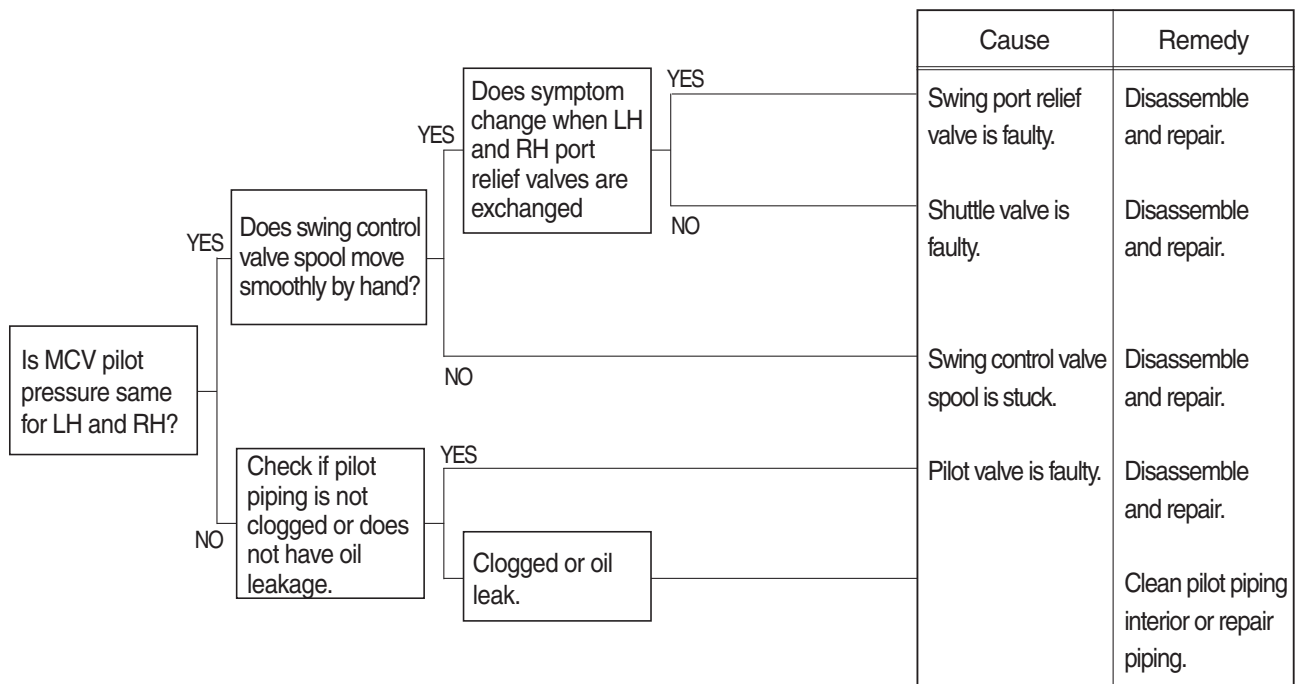 Cause
Remedy
YES
Does symptom
change when LH
and RH port
relief valves are
exchanged
YES
Swing port relief
valve is faulty.
Disassemble
and repair.
NO
Shuttle valve is
faulty.
Disassemble
and repair.
YES
Does swing control
valve spool move
smoothly by hand?
NO
Swing control valve
spool is stuck.
Disassemble
and repair.
Is MCV pilot
pressure same
for LH and RH?
NO
Check if pilot
piping is not
clogged or does
not have oil
leakage.
YES
Pilot valve is faulty.
Disassemble
and repair.
Clogged or oil
leak.
Clean pilot piping
interior or repair
piping.